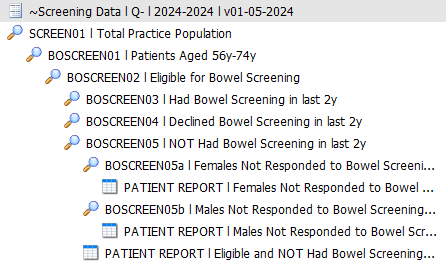 ~Screening Data l Q- l 2024-2024 l v01-05-2024
SCREEN01 l Total Practice Population
BOSCREEN01 l Patients Aged 56y-74y
BOSCREEN02 l Eligible for Bowel Screening
BOSCREEN03 l Had Bowel Screening in last 2y
BOSCREEN04 l Declined Bowel Screening in last 2y
BOSCREEN05 l NOT Had Bowel Screening in last 2y
BOSCREEN05a l Females Not Responded to Bowel Screeni...
PATIENT REPORT l Females Not Responded to Bowel ...
BOSCREEN05b l Males Not Responded to Bowel Screening...
PATIENT REPORT l Males Not Responded to Bowel Scr...
PATIENT REPORT l Eligible and NOT Had Bowel Screening...